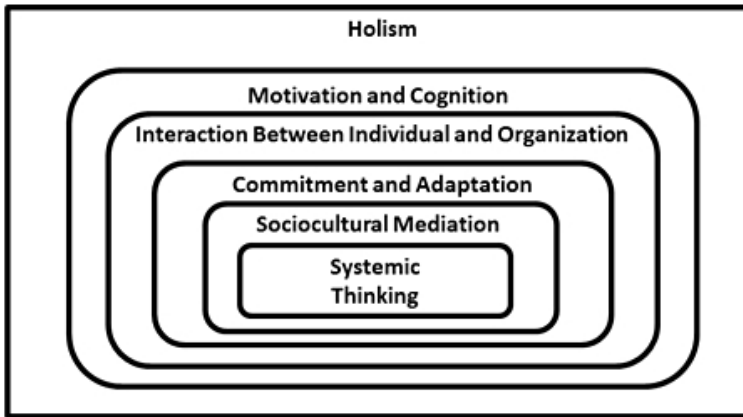 Holism
Motivation and Cognition
Interaction Between Individual and Organization
Commitment and Adaptation
Sociocultural Mediation
Systemic
Thinking